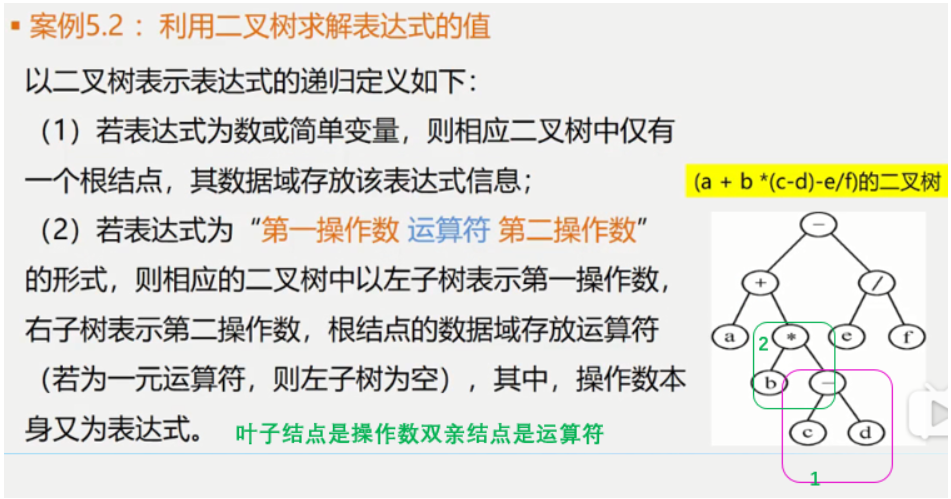 ▪ 案例5.2 ：利用二叉树求解表达式的值
以二叉树表示表达式的递归定义如下：
（1）若表达式为数或简单变量，则相应二叉树中仅有
一个根结点，其数据域存放该表达式信息；
（2）若表达式为“第一操作数 运算符 第二操作数”
的形式，则相应的二叉树中以左子树表示第一操作数，
右子树表示第二操作数，根结点的数据域存放运算符
（若为一元运算符，则左子树为空），其中，操作数本
身又为表达式。
叶子结点是操作数双亲结点是运算符
(a + b *(c-d)-e/f)的二叉树
−
+ /
a 2 * e f
b −
c d
1